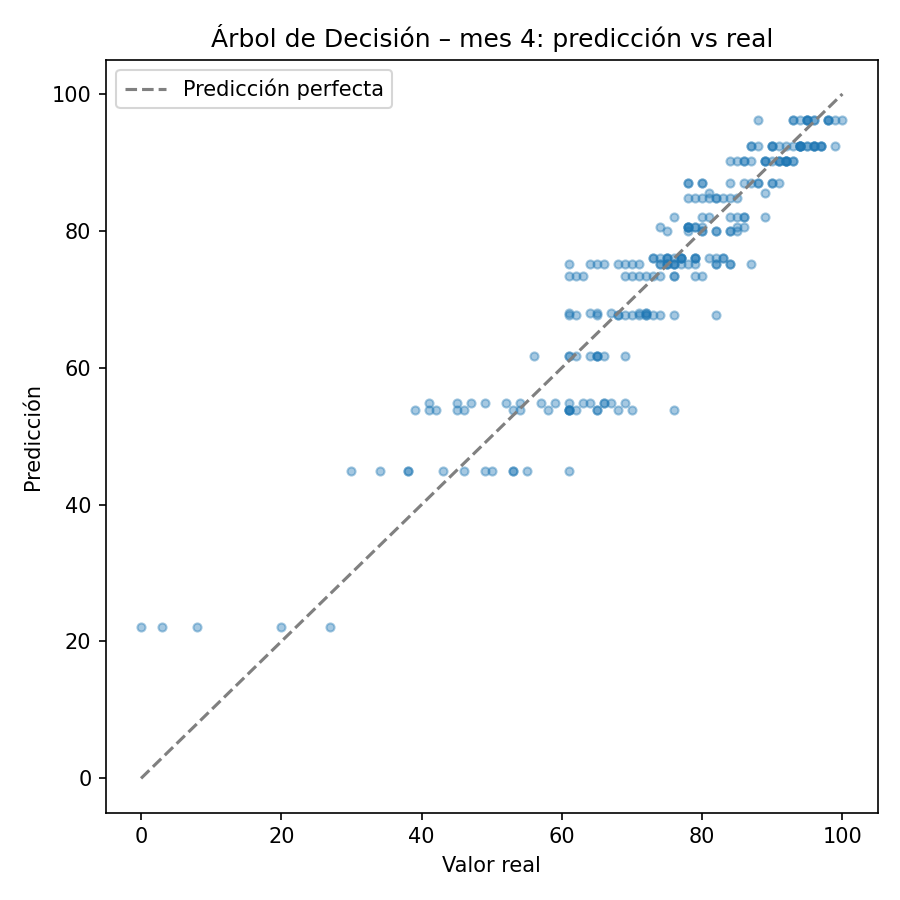 Árbol de Decisión – mes 4: predicción vs real
Predicción perfecta
100
80
60
40
20
0
Predicción
0 20 40 60 80 100
Valor real